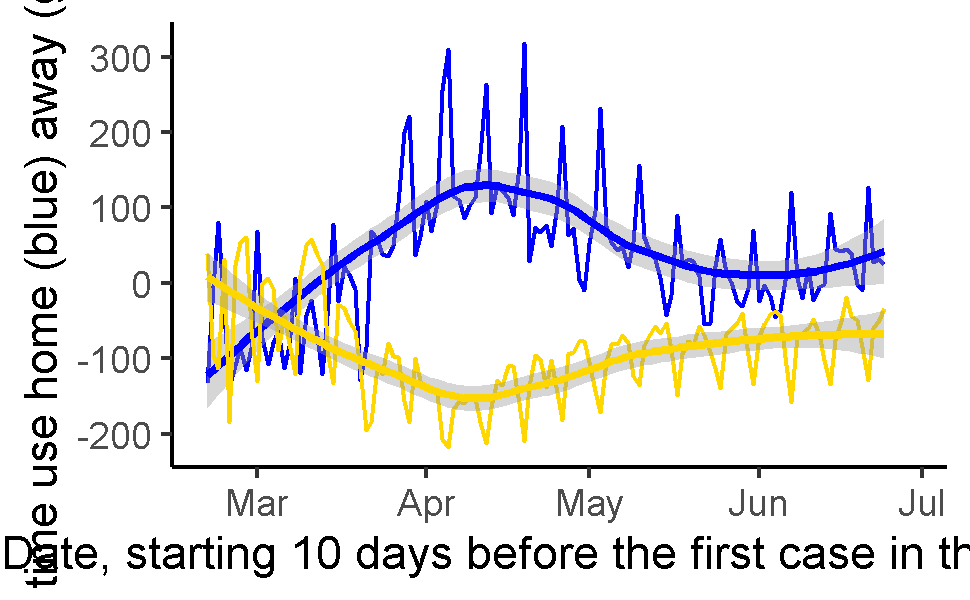 time use home (blue) away (
300
200
100
0
-100
-200
Mar Apr May Jun Jul
Date, starting 10 days before the first case in th